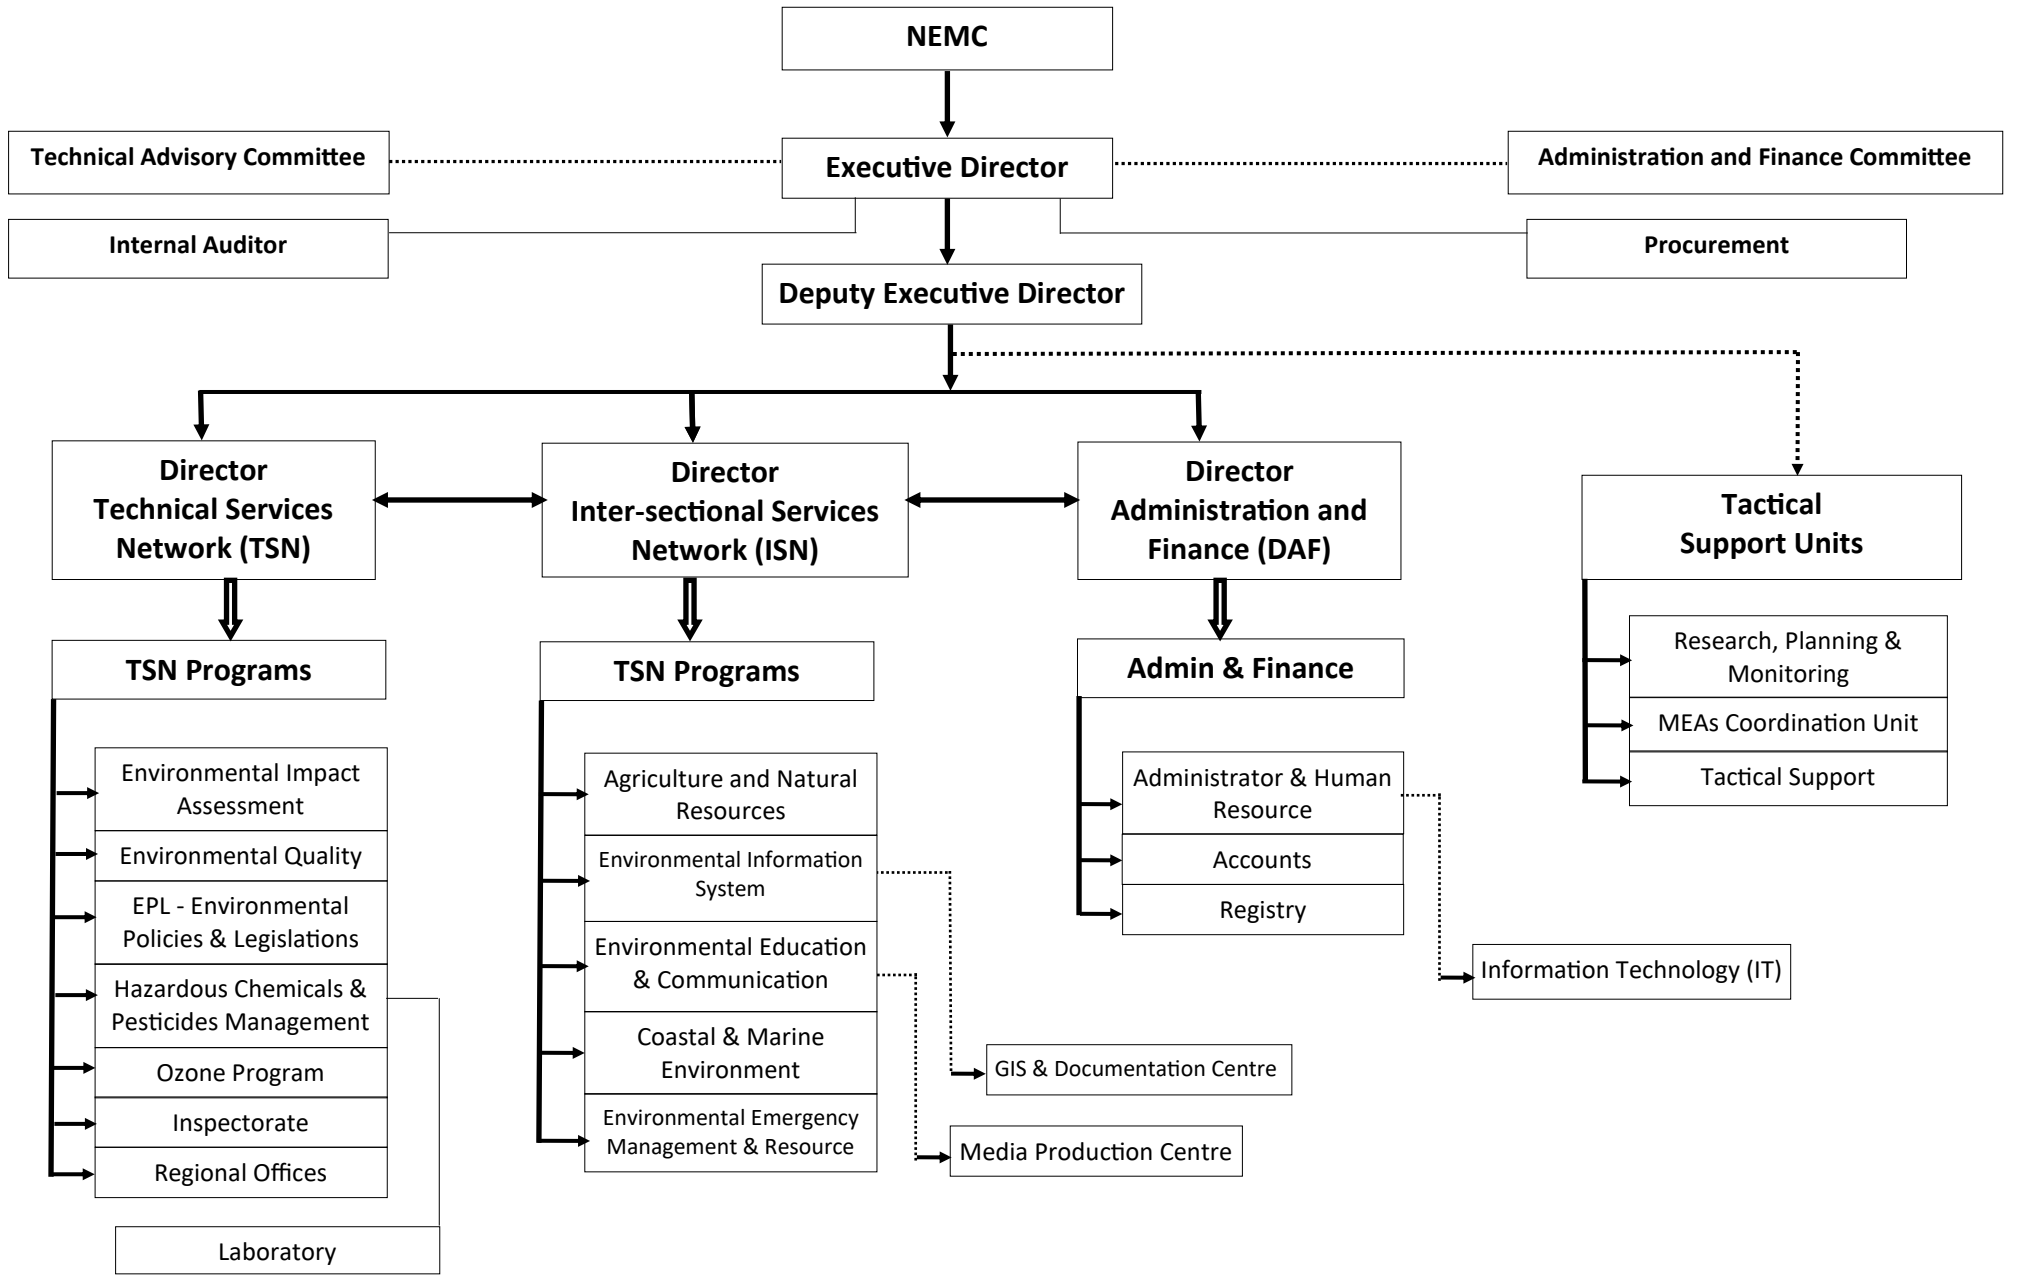 NEMC
Technical Advisory Committee
Executive Director
Administration and Finance Committee
Internal Auditor
Procurement
Deputy Executive Director
Director
Technical Services
Network (TSN)
Director
Inter-sectional Services
Network (ISN)
Director
Administration and
Finance (DAF)
Tactical
Support Units
TSN Programs
Environmental Impact
Assessment
Environmental Quality
EPL - Environmental
Policies & Legislations
Hazardous Chemicals &
Pesticides Management
Ozone Program
Inspectorate
Regional Offices
Laboratory
TSN Programs
Agriculture and Natural
Resources
Environmental Information
System
Environmental Education
& Communication
Coastal & Marine
Environment
Environmental Emergency
Management & Resource
GIS & Documentation Centre
Media Production Centre
Admin & Finance
Administrator & Human
Resource
Accounts
Registry
Information Technology (IT)
Research, Planning &
Monitoring
MEAs Coordination Unit
Tactical Support